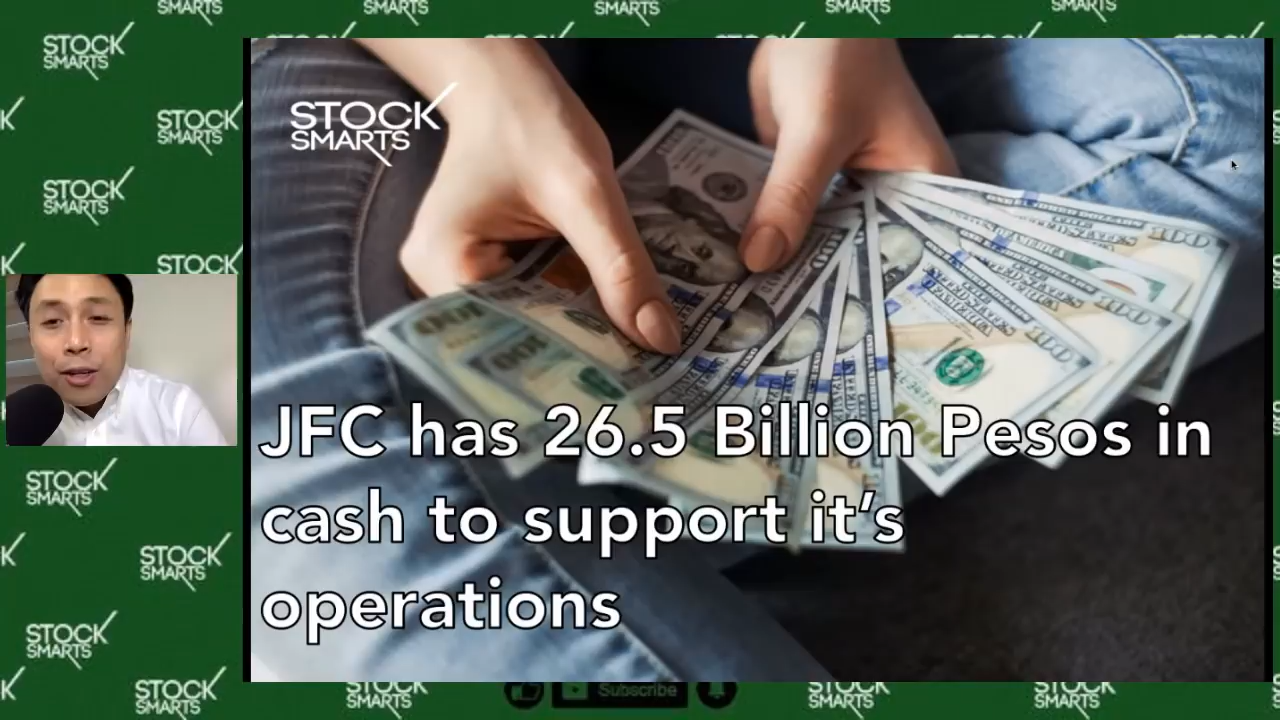 STOCK
SMARTS
JFC has 26.5 Billion Pesos in
cash to support it's
operations
Subscribe